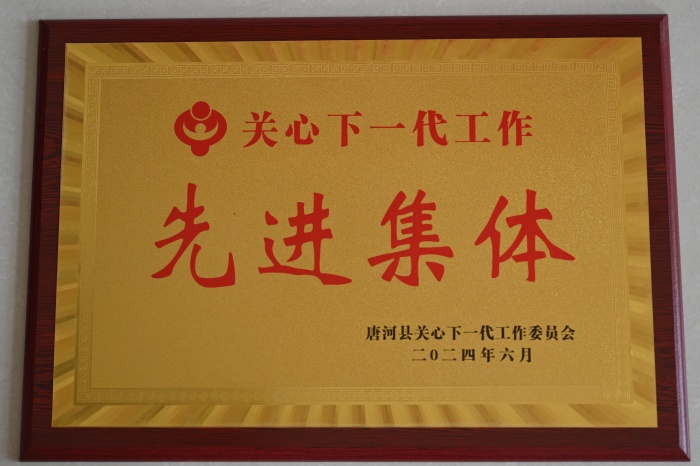 关心下一代工作
先进集体
唐河县关心下一代工作委员会
二0二四年六月